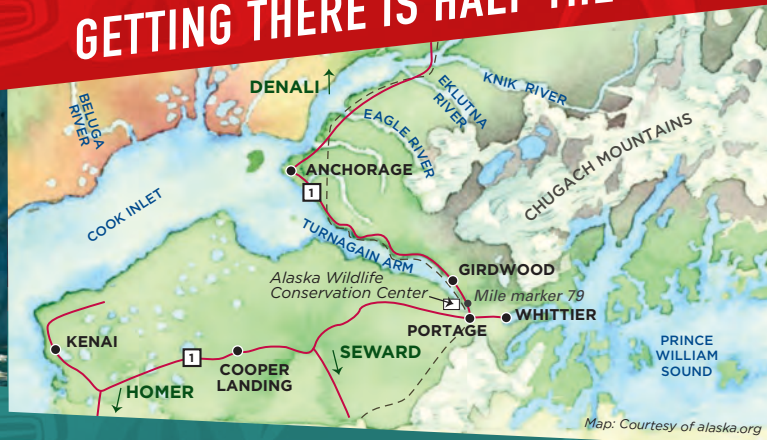 GETTING THERE IS HALF THE
DENALI
KNIK RIVER
EKLUTNA
RIVER
BELUGA
RIVER
EAGLE RIVER
CHUGACH MOUNTAINS
ANCHORAGE
1
COOK INLET
TURNAGAIN ARM
GIRDWOOD
Alaska Wildlife
Conservation Center
Mile marker 79
WHITTIER
PORTAGE
KENAI
PRINCE
WILLIAM
SOUND
SEWARD
1
COOPER
LANDING
HOMER
Map: Courtesy of alaska.org